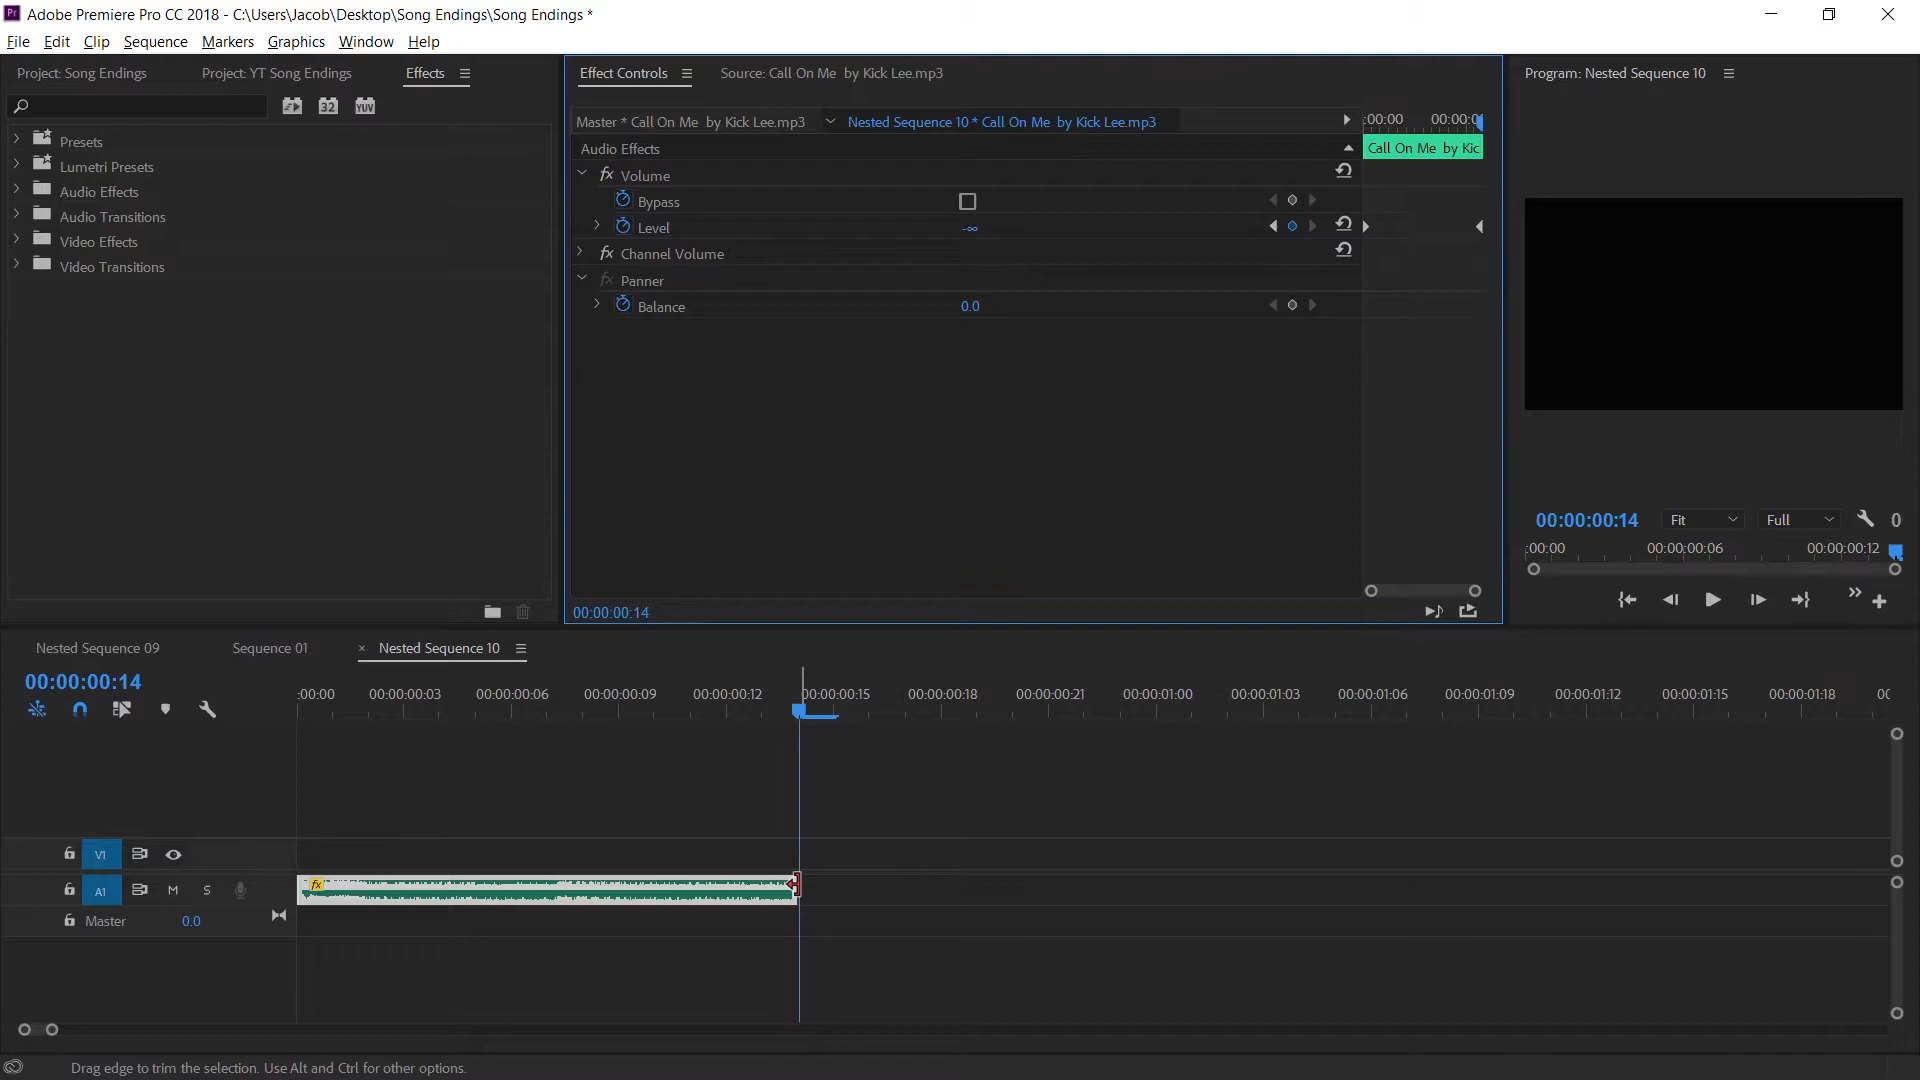 Adobe Premiere Pro CC 2018 - C:\Users\Jacob\Desktop\Song Endings\Song Endings *
File Edit Clip Sequence Markers Graphics Window Help
Project: Song Endings Project: YT Song Endings Effects
32 YUV
Presets
Lumetri Presets
Audio Effects
Audio Transitions
Video Effects
Video Transitions
Effect Controls Source: Call On Me by Kick Lee.mp3
Master * Call On Me by Kick Lee.mp3 Nested Sequence 10 * Call On Me by Kick Lee.mp3
:00:00 00:00:0
Audio Effects
Call On Me by Kic
fx Volume
Bypass
Level -∞
fx Channel Volume
fx Panner
Balance 0.0
00:00:00:14
Program: Nested Sequence 10
00:00:00:14 Fit Full 0
:00:00 00:00:00:06 00:00:00:12
Nested Sequence 09 Sequence 01 × Nested Sequence 10
00:00:00:14
:00:00 00:00:00:03 00:00:00:06 00:00:00:09 00:00:00:12 00:00:00:15 00:00:00:18 00:00:00:21 00:00:01:00 00:00:01:03 00:00:01:06 00:00:01:09 00:00:01:12 00:00:01:15 00:00:01:18
V1
A1 M S fx
Master 0.0
Drag edge to trim the selection. Use Alt and Ctrl for other options.